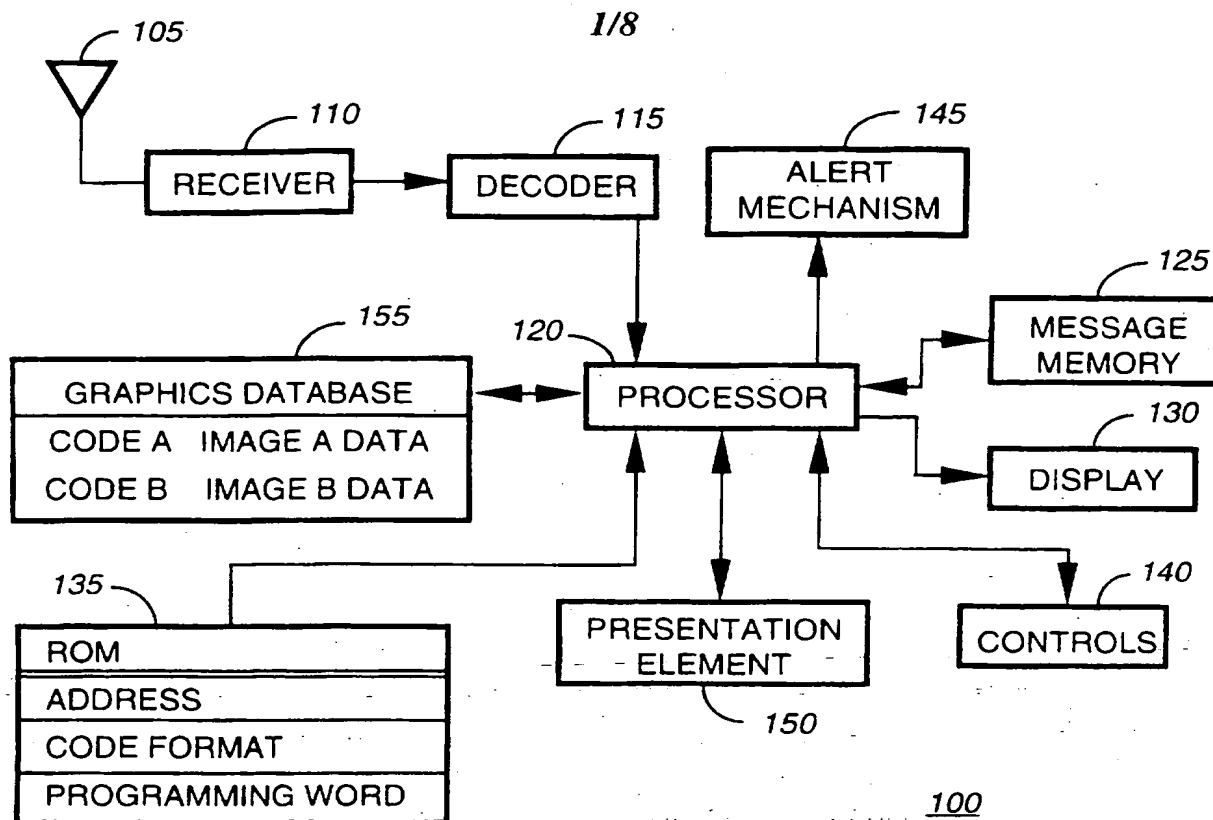 1/8
105
110
115
145
RECEIVER
DECODER
ALERT
MECHANISM
125
MESSAGE
MEMORY
155
120
GRAPHICS DATABASE
PROCESSOR
CODE A IMAGE A DATA
CODE B IMAGE B DATA
130
DISPLAY
135
ROM
ADDRESS
CODE FORMAT
PROGRAMMING WORD
PRESENTATION
ELEMENT
150
140
CONTROLS
100